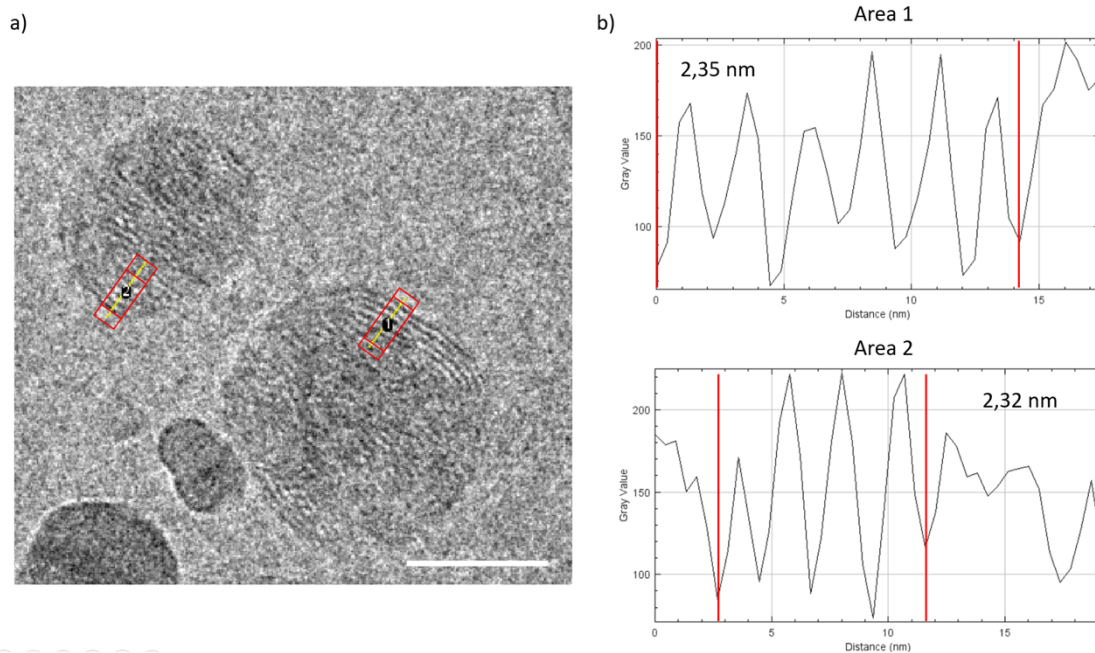 a)
2
1
b)
Area 1
2,35 nm
200
150
100
Gray Value
0
5
10
15
Distance (nm)
Area 2
2,32 nm
200
150
100
Gray Value
0
5
10
15
Distance (nm)